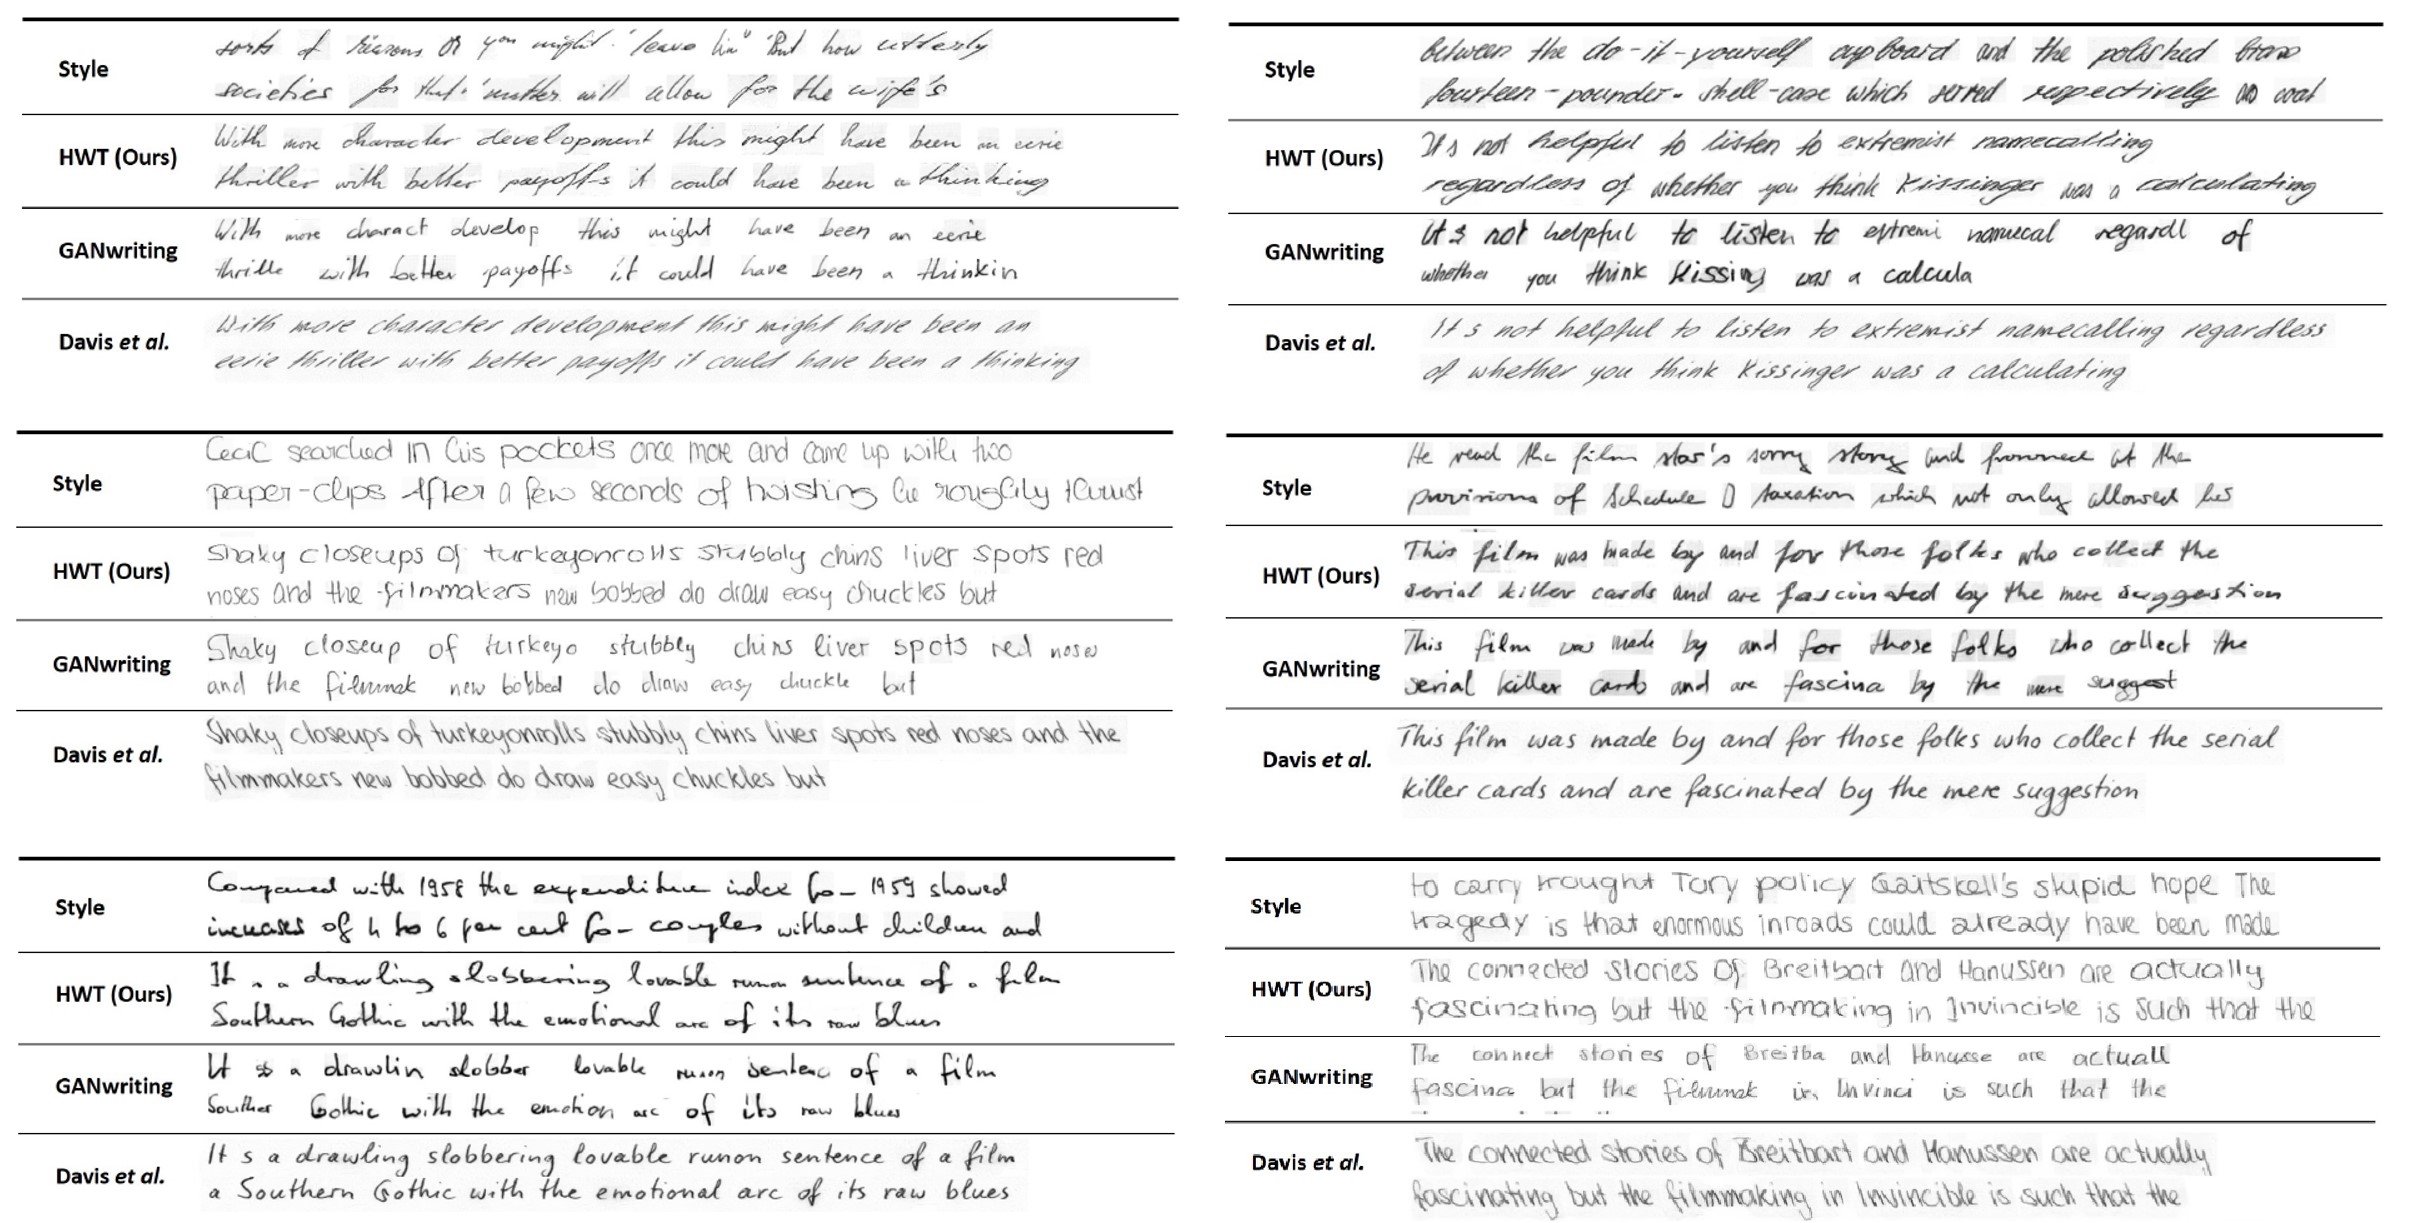 Style
sorts of reasons or you might. "leave him" But how utterly
societies for that matter will allow for the wife's
HWT (Ours)
With more character development this might have been an eerie
thriller with better payoffs it could have been a thinking
GANwriting
With more charact develop this might have been an eerie
thrille with better payoffs it could have been a thinkin
Davis et al.
With more character development this might have been an
eerie thriller with better payoffs it could have been a thinking
Style
between the do-it-yourself cupboard and the polished brass
fourteen-pounder- shell-case which served respectively as coat
HWT (Ours)
It s not helpful to listen to extremist namecalling
regardless of whether you think Kissinger was a calculating
GANwriting
It s not helpful to listen to extremi namecal regardl of
whether you think Kissing was a calcula
Davis et al.
It s not helpful to listen to extremist namecalling regardless
of whether you think Kissinger was a calculating
Style
Cecil searched in his pockets once more and came up with two
paper-clips After a few seconds of hoisting he roughly thrust
HWT (Ours)
Shaky closeups of turkeyonrolls stubbly chins liver spots red
noses and the filmmakers new bobbed do draw easy chuckles but
GANwriting
Shaky closeup of turkeyo stubbly chins liver spots red noses
and the filmmak new bobbed do draw easy chuckle but
Davis et al.
Shaky closeups of turkeyonrolls stubbly chins liver spots red noses and the
filmmakers new bobbed do draw easy chuckles but
Style
He read the film star's sorry story and frowned at the
provisions of Schedule D taxation which not only allowed his
HWT (Ours)
This film was made by and for those folks who collect the
serial killer cards and are fascinated by the mere suggestion
GANwriting
This film was made by and for those folks who collect the
serial killer cards and are fascina by the mere suggest
Davis et al.
This film was made by and for those folks who collect the serial
killer cards and are fascinated by the mere suggestion
Style
Compared with 1958 the expenditure index for 1959 showed
increases of 4 to 6 per cent for couples without children and
HWT (Ours)
It s a drawling slobbering lovable runon sentence of a film
Southern Gothic with the emotional arc of its raw blues
GANwriting
It s a drawlin slobber lovable runon sentenc of a film
Souther Gothic with the emotion arc of its raw blues
Davis et al.
It s a drawling slobbering lovable runon sentence of a film
a Southern Gothic with the emotional arc of its raw blues
Style
to carry through Tory policy Gaitskell's stupid hope The
tragedy is that enormous inroads could already have been made
HWT (Ours)
The connected stories of Breitbart and Hanussen are actually
fascinating but the filmmaking in Invincible is such that the
GANwriting
The connect stories of Breitba and Hanusse are actuall
fascina but the filmmak in Invinci is such that the
Davis et al.
The connected stories of Breitbart and Hanussen are actually
fascinating but the filmmaking in Invincible is such that the